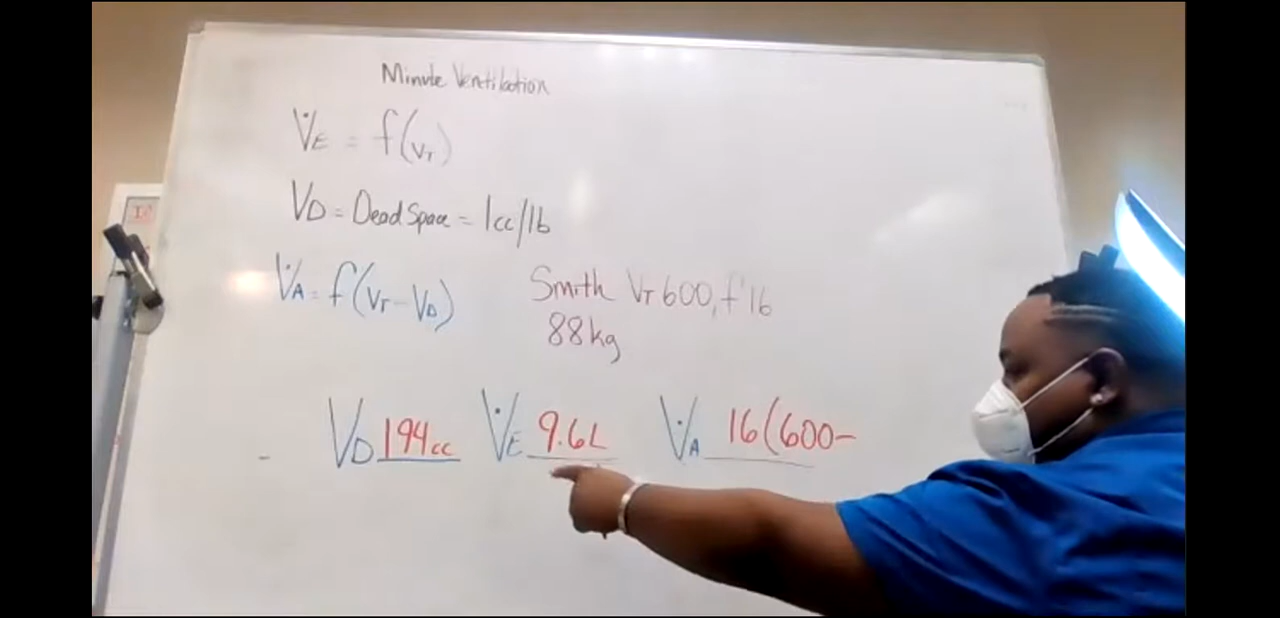 Minute Ventilation
V̇E = f(VT)
VD = Dead Space = 1cc/lb
V̇A = f(VT - VD)
Smith VT 600, f 16
88kg
VD 194cc V̇E 9.6L V̇A 16(600-